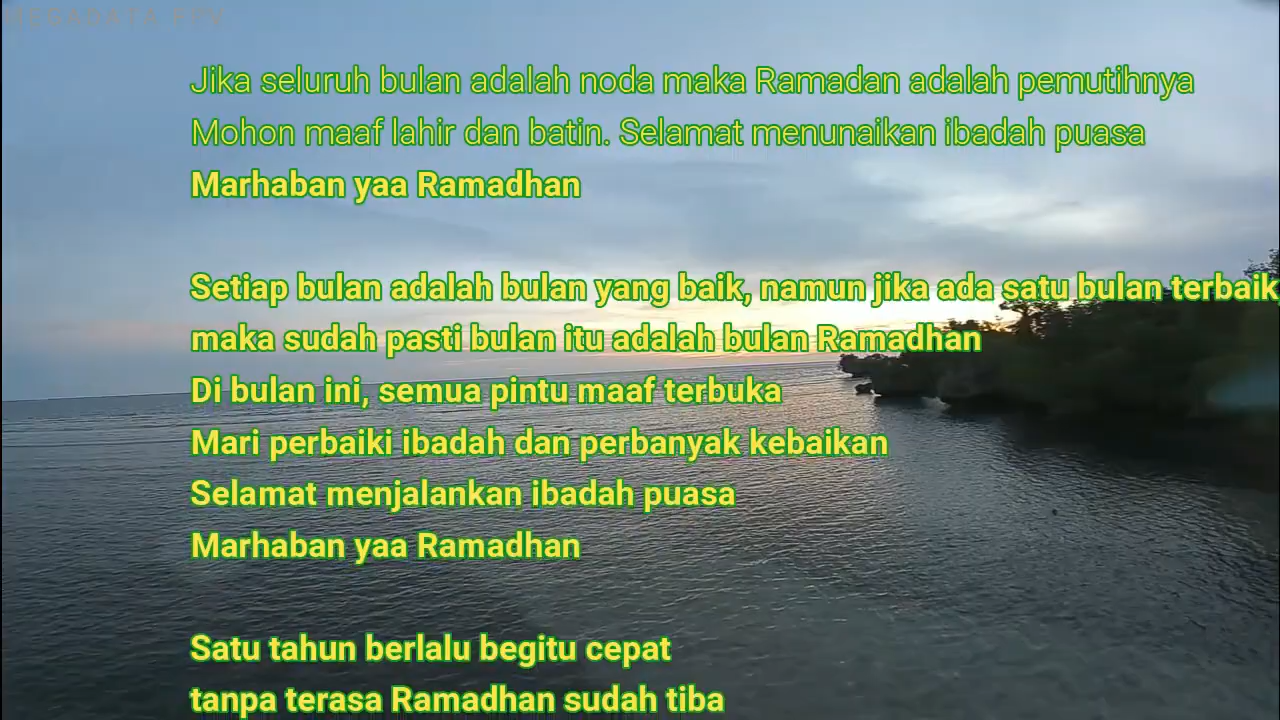 MEGADATA PTV
Jika seluruh bulan adalah noda maka Ramadan adalah pemutihnya
Mohon maaf lahir dan batin. Selamat menunaikan ibadah puasa
Marhaban yaa Ramadhan
Setiap bulan adalah bulan yang baik, namun jika ada satu bulan terbaik
maka sudah pasti bulan itu adalah bulan Ramadhan
Di bulan ini, semua pintu maaf terbuka
Mari perbaiki ibadah dan perbanyak kebaikan
Selamat menjalankan ibadah puasa
Marhaban yaa Ramadhan
Satu tahun berlalu begitu cepat
tanpa terasa Ramadhan sudah tiba